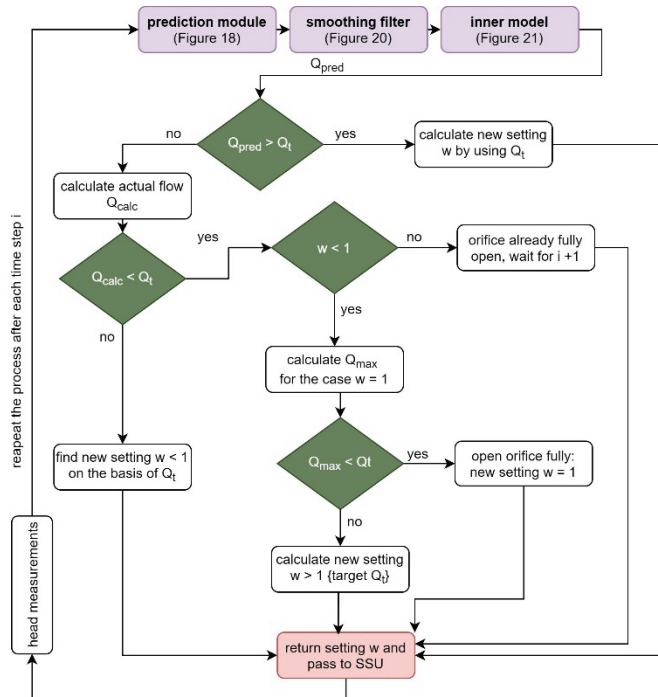 prediction module
(Figure 18)
smoothing filter
(Figure 20)
inner model
(Figure 21)
Qpred
Qpred > Qt
no
yes
calculate new setting
w by using Qt
calculate actual flow
Qcalc
Qcalc < Qt
yes
no
w < 1
no
yes
orifice already fully
open, wait for i +1
calculate Qmax
for the case w = 1
find new setting w < 1
on the basis of Qt
Qmax < Qt
yes
no
open orifice fully:
new setting w = 1
calculate new setting
w > 1 {target Qt}
return setting w and
pass to SSU
reapeat the process after each time step i
head measurements